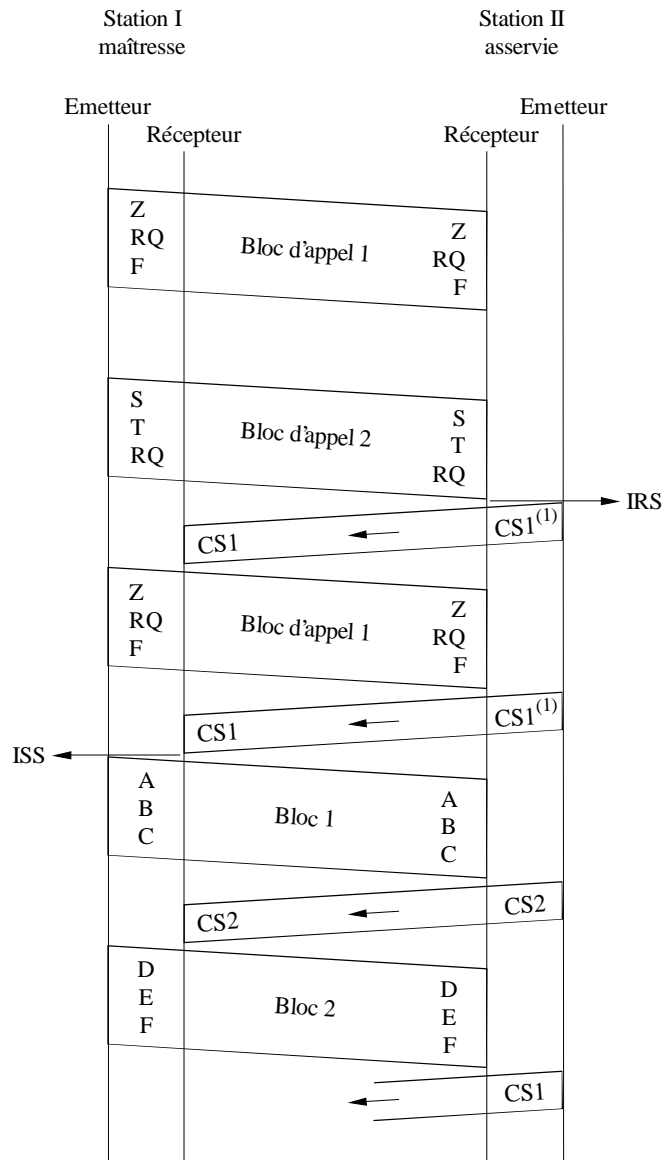 Station I
maîtresse
Station II
asservie
Emetteur
Récepteur
Récepteur
Emetteur
Z
RQ
F
Bloc d'appel 1
Z
RQ
F
S
T
RQ
Bloc d'appel 2
S
T
RQ
IRS
CS1
CS1(1)
Z
RQ
F
Bloc d'appel 1
Z
RQ
F
CS1
CS1(1)
ISS
A
B
C
Bloc 1
A
B
C
CS2
CS2
D
E
F
Bloc 2
D
E
F
CS1